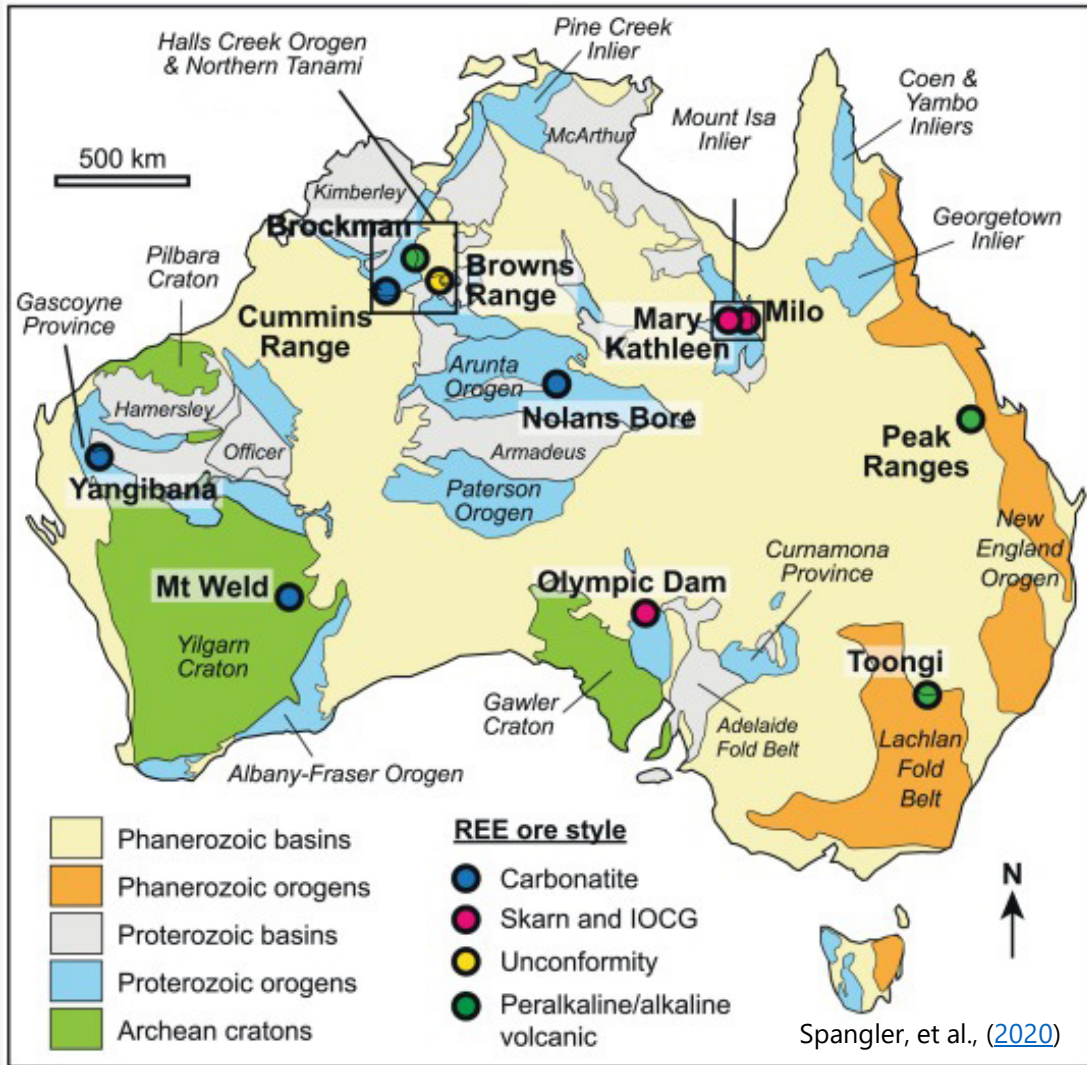 Halls Creek Orogen
& Northern Tanami
Pine Creek
Inlier
Coen &
Yambo
Inliers
McArthur
Mount Isa
Inlier
500 km
Kimberley
Brockman
Georgetown
Inlier
Pilbara
Craton
Browns
Range
Gascoyne
Province
Cummins
Range
Mary
Kathleen
Milo
Arunta
Orogen
Hamersley
Nolans Bore
Officer
Armadeus
Peak
Ranges
Yangibana
Paterson
Orogen
New
England
Orogen
Curnamona
Province
Mt Weld
Olympic Dam
Yilgarn
Craton
Toongi
Gawler
Craton
Adelaide
Fold Belt
Lachlan
Fold
Belt
Albany-Fraser Orogen
Phanerozoic basins
Phanerozoic orogens
Proterozoic basins
Proterozoic orogens
Archean cratons
REE ore style
Carbonatite
Skarn and IOCG
Unconformity
Peralkaline/alkaline
volcanic
N
Spangler, et al., (2020)